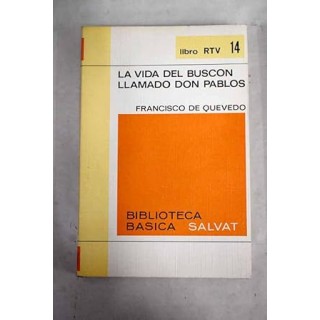 libro RTV 14
LA VIDA DEL BUSCON
LLAMADO DON PABLOS
FRANCISCO DE QUEVEDO
BIBLIOTECA
BASICA SALVAT